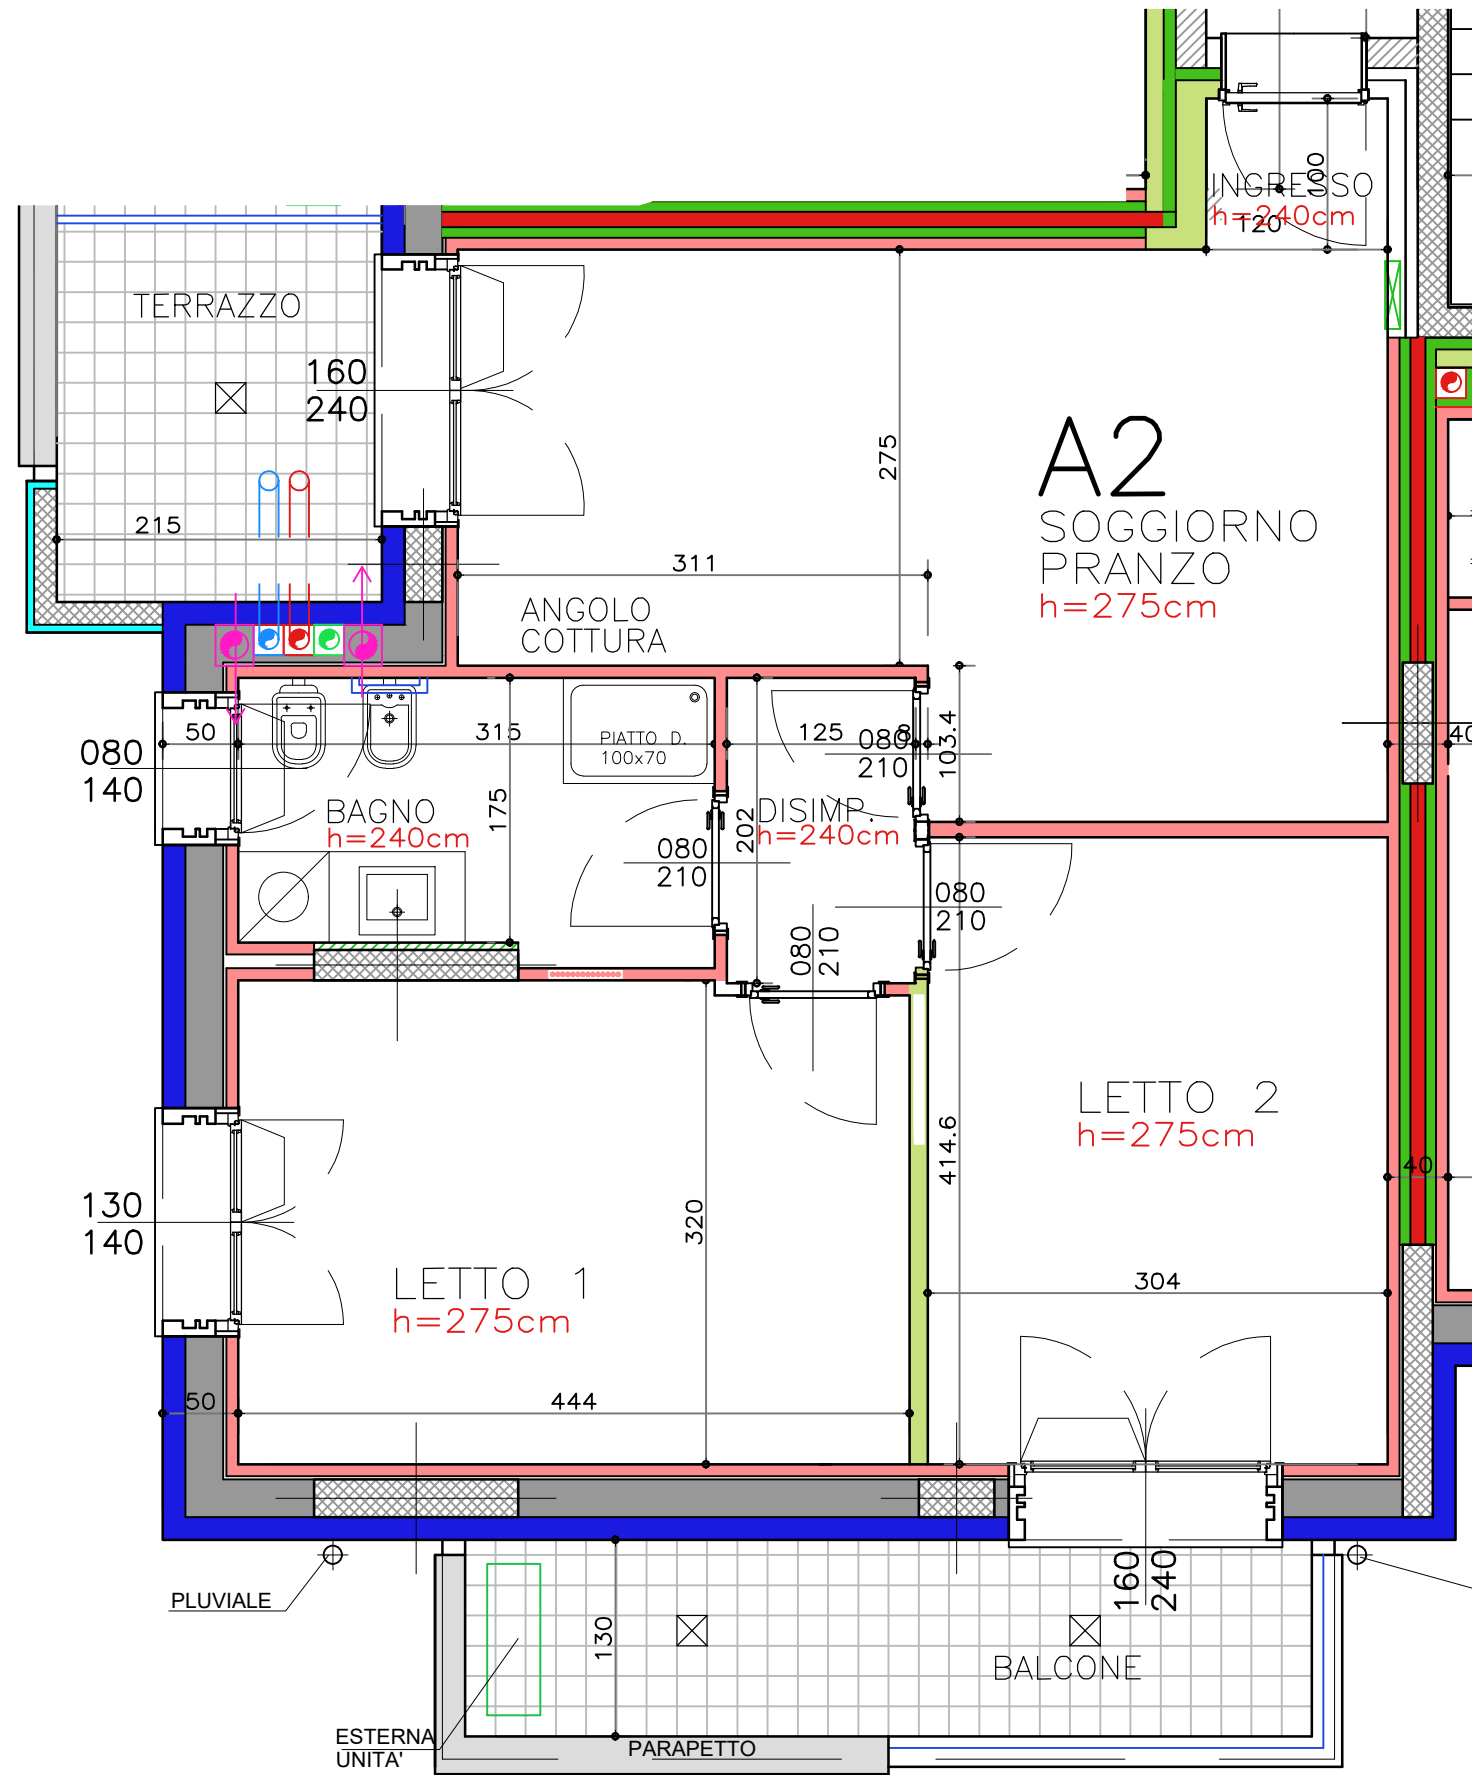 INGRESSO
h=240cm
100
120
TERRAZZO
160
240
275
A2
SOGGIORNO
PRANZO
h=275cm
215
311
ANGOLO
COTTURA
50
315
PIATTO D.
100x70
125
8
080
210
103.4
40
080
140
BAGNO
h=240cm
175
DISIMP.
h=240cm
202
080
210
080
210
080
210
LETTO 2
h=275cm
414.6
40
130
140
320
LETTO 1
h=275cm
304
50
444
160
240
PLUVIALE
130
BALCONE
ESTERNA
UNITA'
PARAPETTO